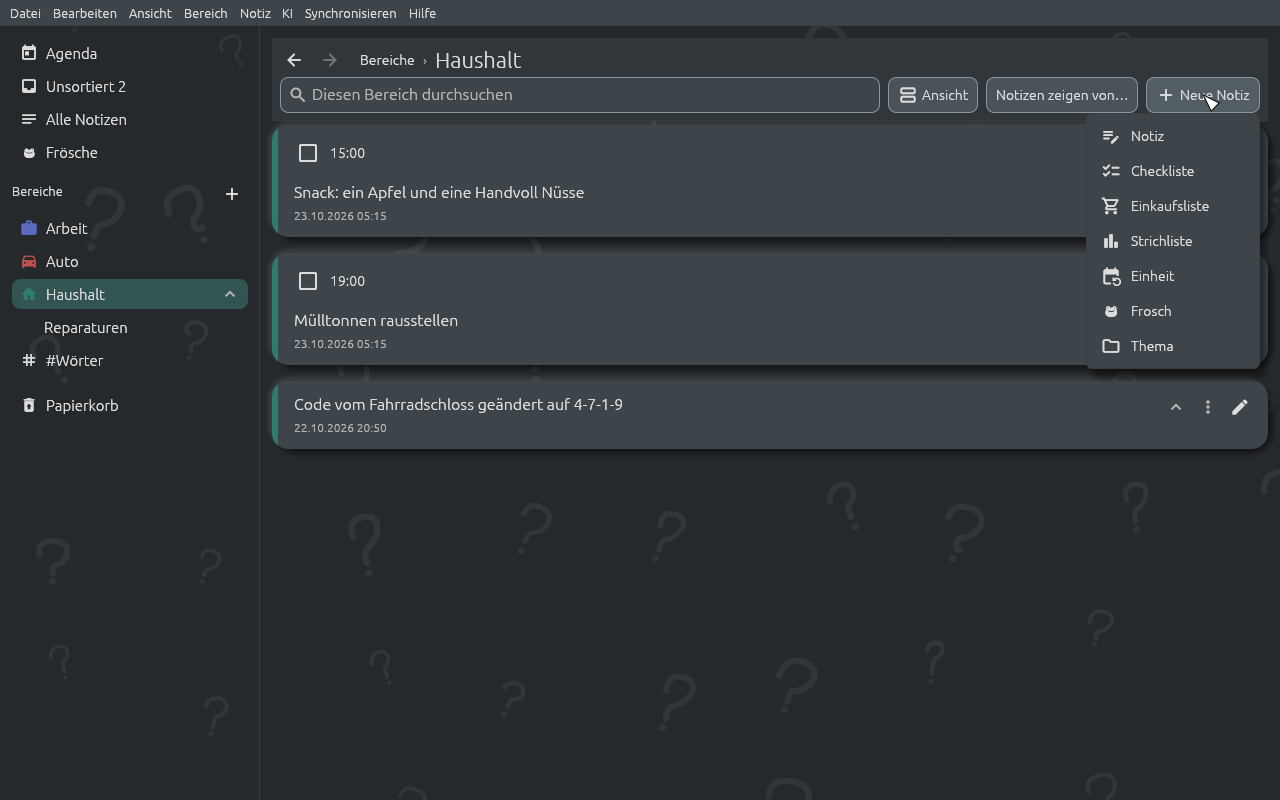 Datei Bearbeiten Ansicht Bereich Notiz KI Synchronisieren Hilfe
Agenda
Unsortiert 2
Alle Notizen
Frösche
Bereiche
Arbeit
Auto
Haushalt
Reparaturen
#Wörter
Papierkorb
Bereiche › Haushalt
Diesen Bereich durchsuchen
Ansicht
Notizen zeigen von…
Neue Notiz
Notiz
Checkliste
Einkaufsliste
Strichliste
Einheit
Frosch
Thema
15:00
Snack: ein Apfel und eine Handvoll Nüsse
23.10.2026 05:15
19:00
Mülltonnen rausstellen
23.10.2026 05:15
Code vom Fahrradschloss geändert auf 4-7-1-9
22.10.2026 20:50